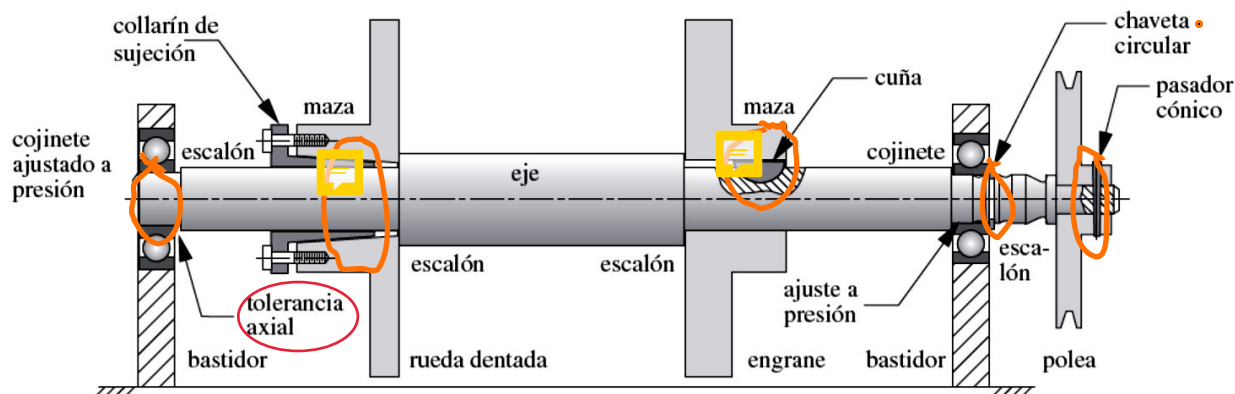 collarín de
sujeción
chaveta
circular
cuña
pasador
cónico
maza
maza
cojinete
ajustado a
presión
escalón
cojinete
eje
escalón
escalón
esca-
lón
ajuste a
presión
tolerancia
axial
bastidor
rueda dentada
engrane
bastidor
polea